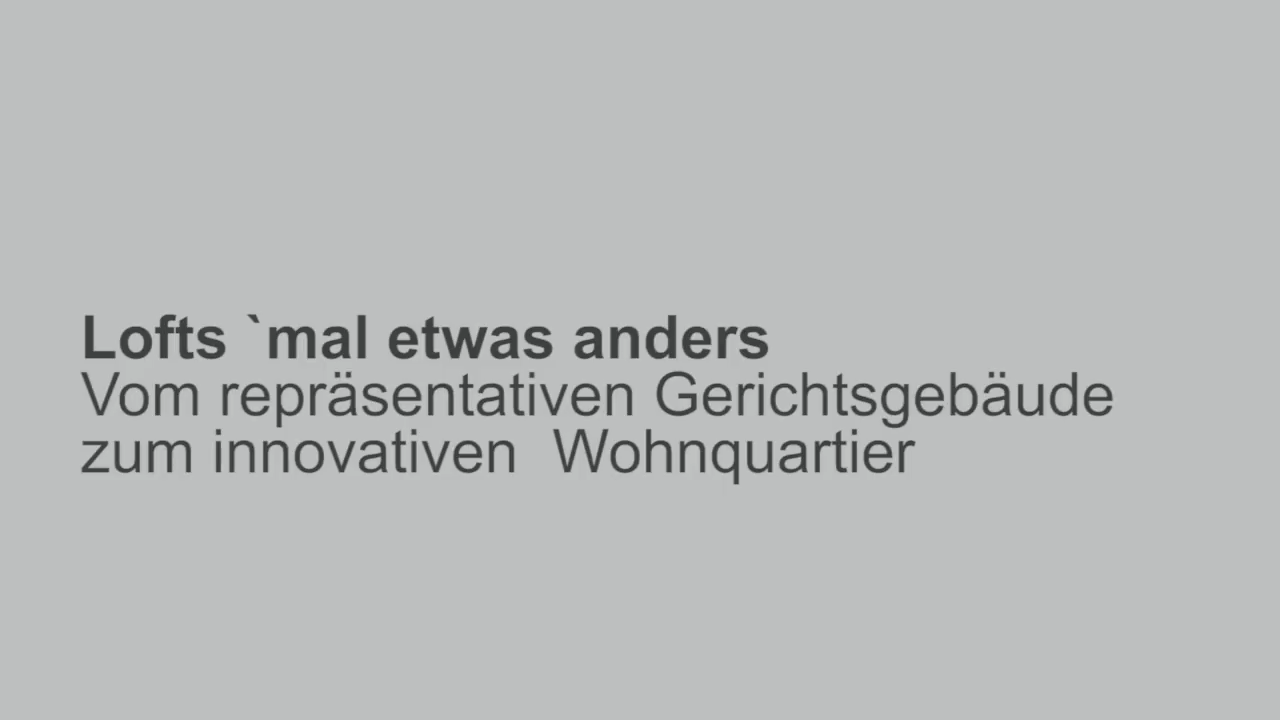 Lofts `mal etwas anders
Vom repräsentativen Gerichtsgebäude
zum innovativen  Wohnquartier